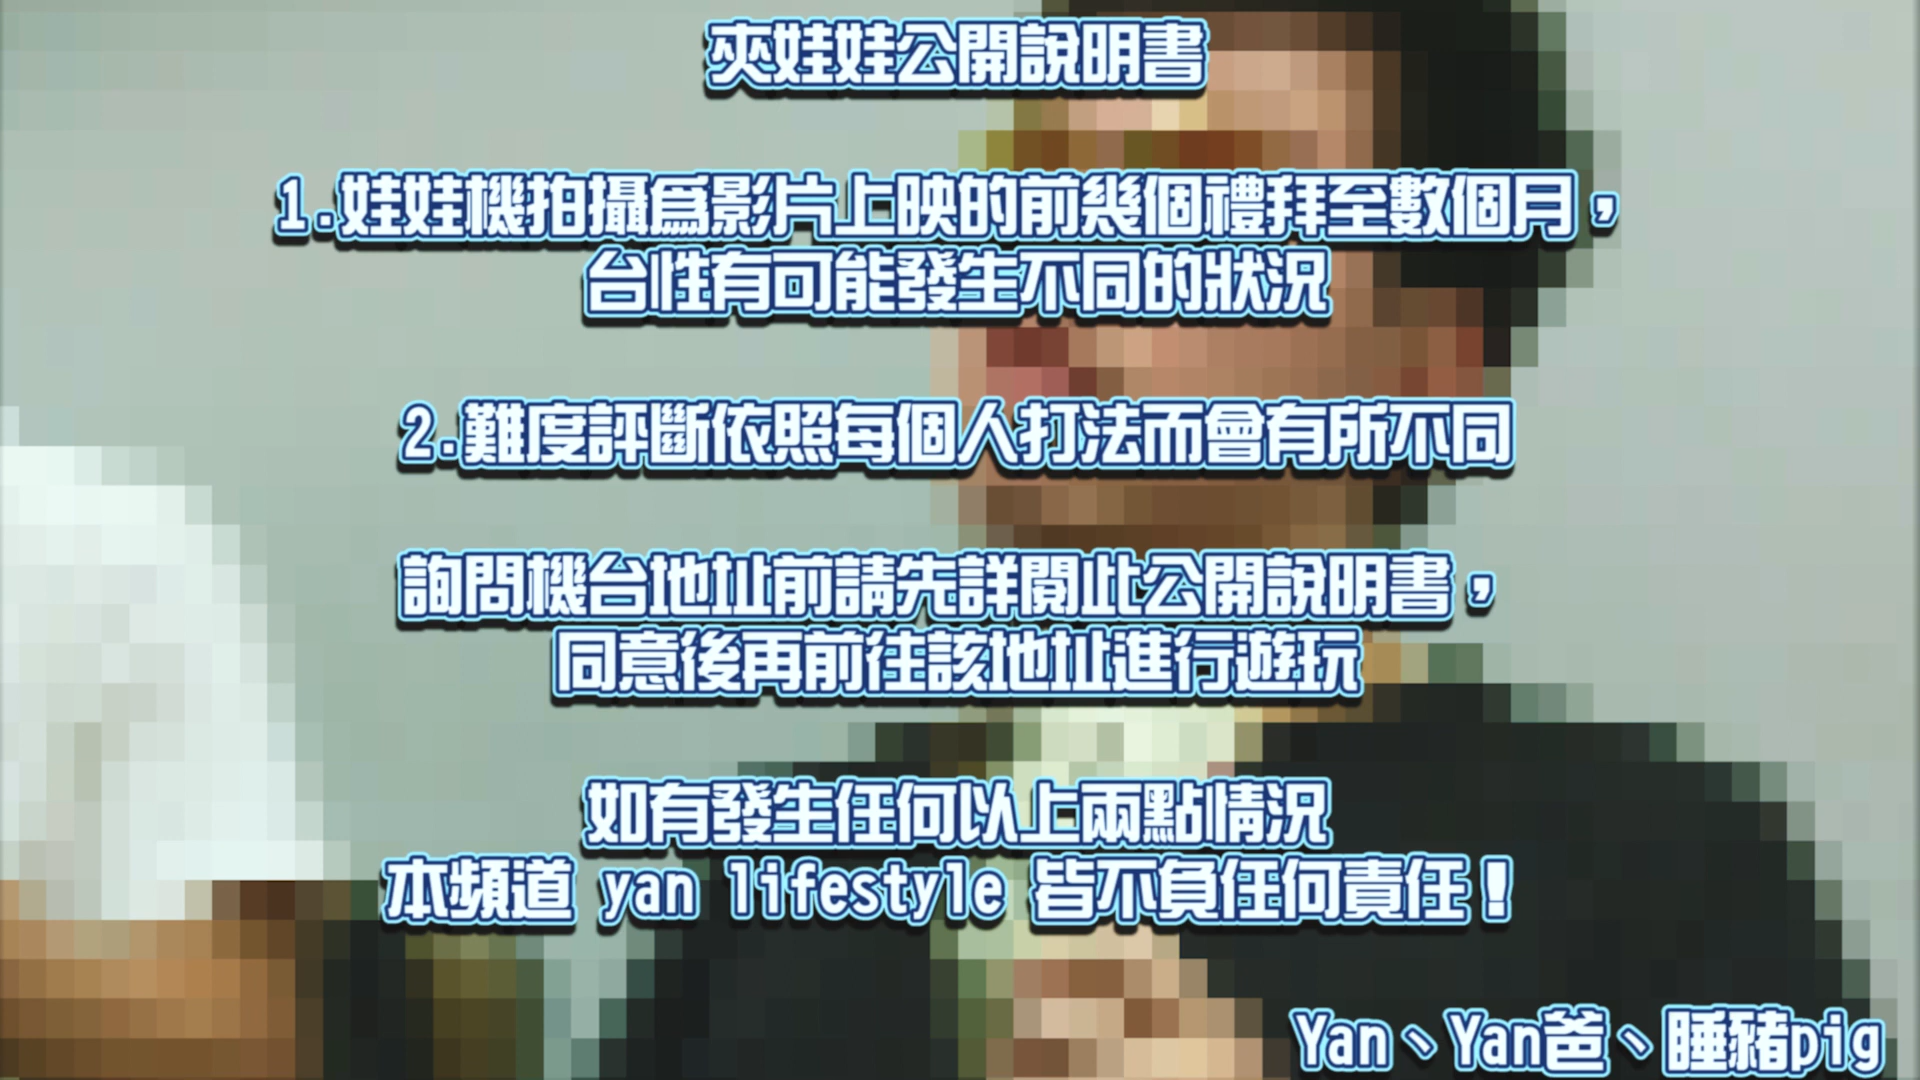 夾娃娃公開說明書
1.娃娃機拍攝為影片上映的前幾個禮拜至數個月，
台性有可能發生不同的狀況
2.難度評斷依照每個人打法而會有所不同
詢問機台地址前請先詳閱此公開說明書，
同意後再前往該地址進行遊玩
如有發生任何以上兩點情況
本頻道 yan lifestyle 皆不負任何責任！
Yan、Yan爸、睡豬pig